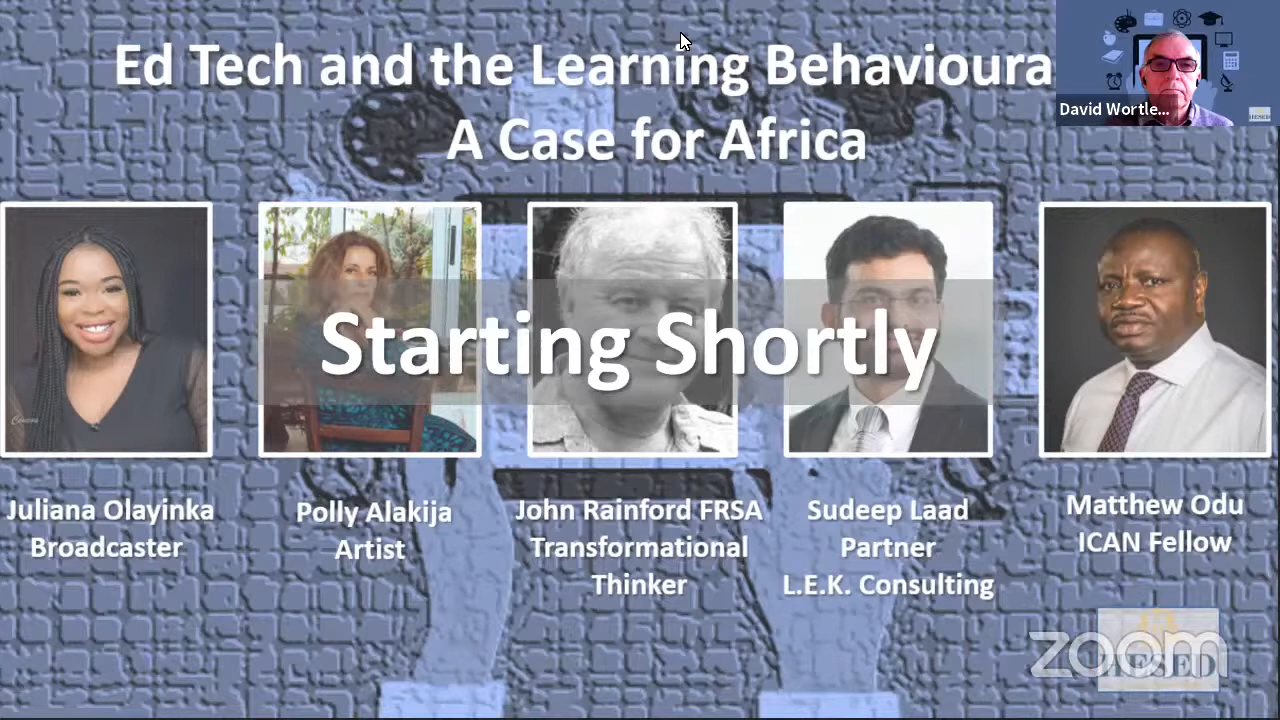 Ed Tech and the Learning Behavioura
A Case for Africa
David Wortle...
Starting Shortly
Juliana Olayinka
Broadcaster
Polly Alakija
Artist
John Rainford FRSA
Transformational
Thinker
Sudeep Laad
Partner
L.E.K. Consulting
Matthew Odu
ICAN Fellow
zoom